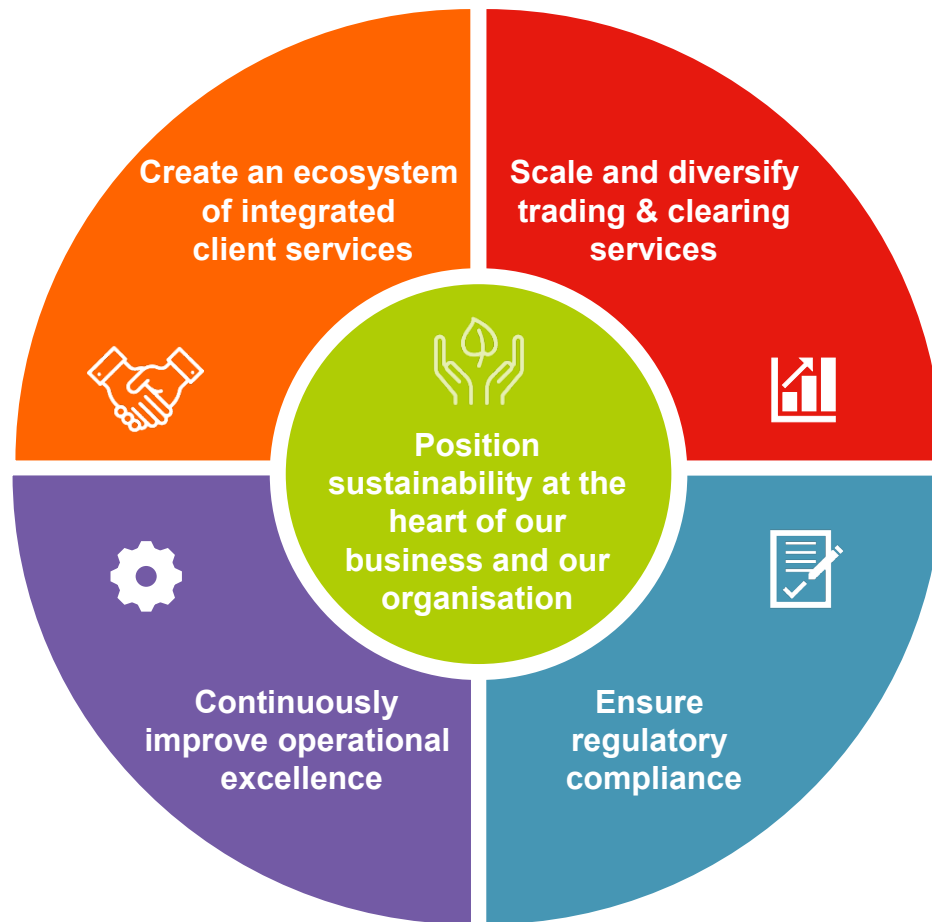 Create an ecosystem
of integrated
client services
Scale and diversify
trading & clearing
services
Position
sustainability at the
heart of our
business and our
organisation
Continuously
improve operational
excellence
Ensure
regulatory
compliance